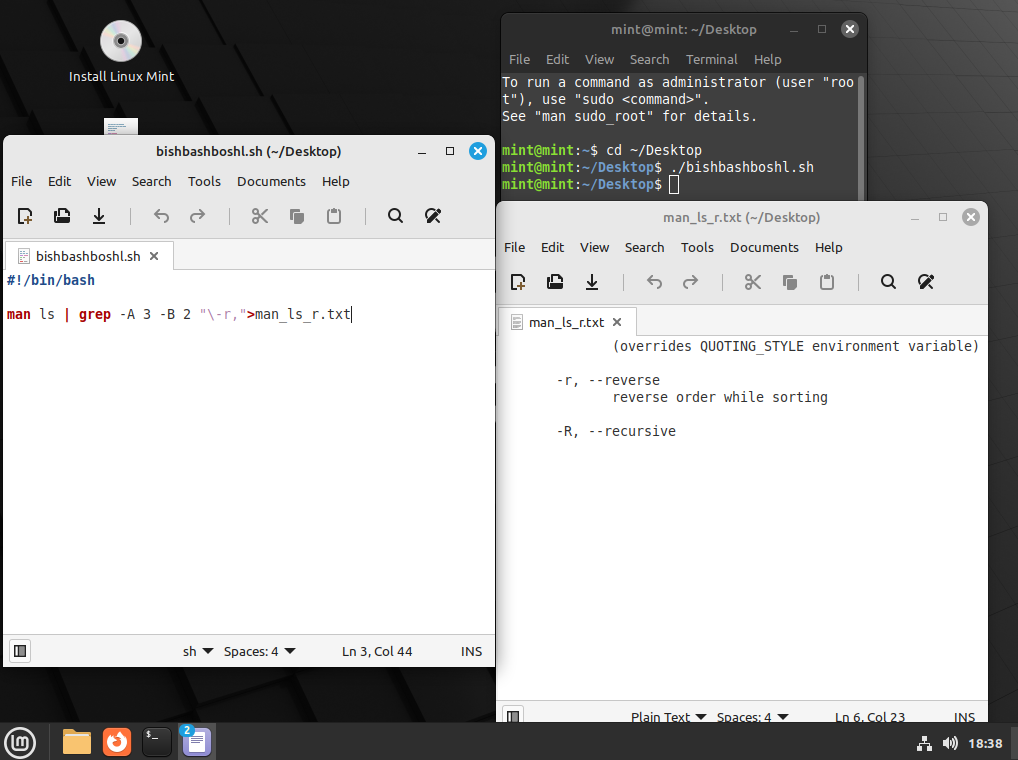 Install Linux Mint
mint@mint: ~/Desktop
File Edit View Search Terminal Help
To run a command as administrator (user "roo
t"), use "sudo <command>".
See "man sudo_root" for details.
mint@mint:~$ cd ~/Desktop
mint@mint:~/Desktop$ ./bishbashboshl.sh
mint@mint:~/Desktop$
bishbashboshl.sh (~/Desktop)
File Edit View Search Tools Documents Help
bishbashboshl.sh
#!/bin/bash
man ls | grep -A 3 -B 2 "\-r,">man_ls_r.txt
sh Spaces: 4 Ln 3, Col 44 INS
man_ls_r.txt (~/Desktop)
File Edit View Search Tools Documents Help
man_ls_r.txt
(overrides QUOTING_STYLE environment variable)
-r, --reverse
reverse order while sorting
-R, --recursive
Plain Text Spaces: 4 Ln 6, Col 23 INS
$_
2
18:38